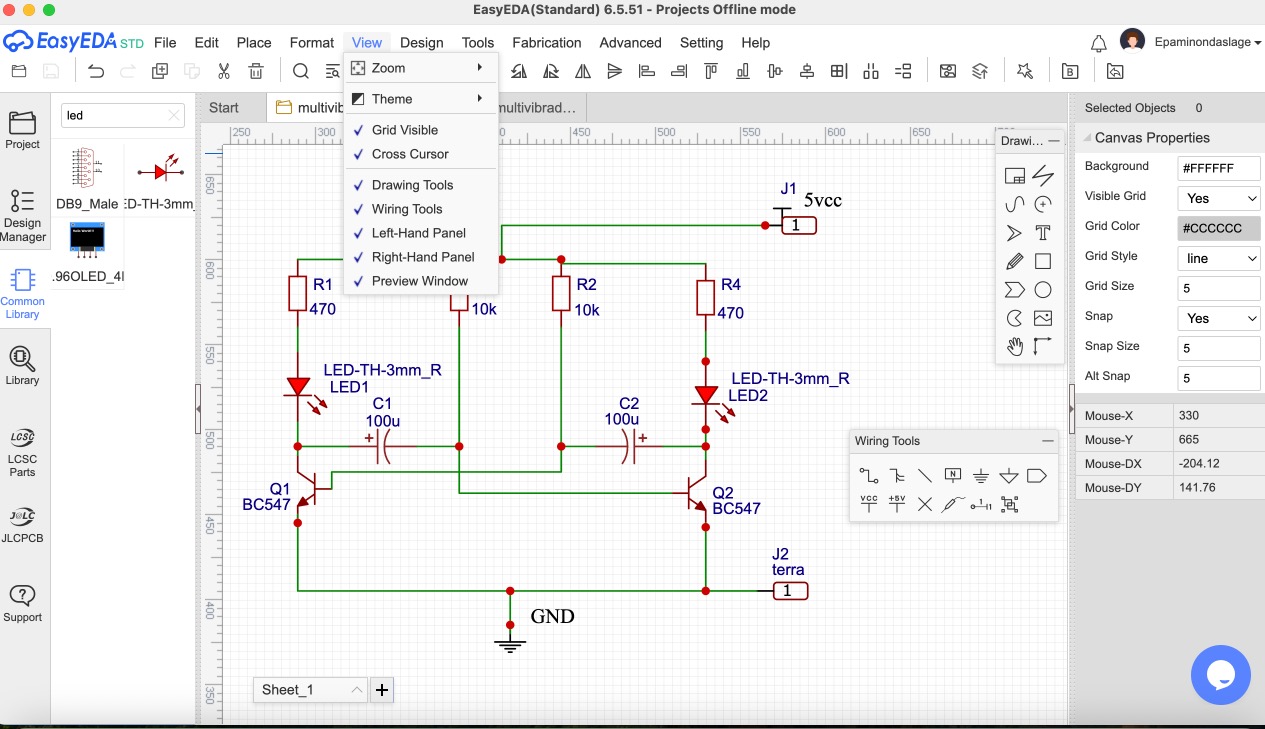 EasyEDA(Standard) 6.5.51 - Projects Offline mode
EasyEDA STD File Edit Place Format View Design Tools Fabrication Advanced Setting Help Epaminondaslage
Zoom
Theme
Grid Visible
Cross Cursor
Drawing Tools
Wiring Tools
Left-Hand Panel
Right-Hand Panel
Preview Window
Project
Design
Manager
Common
Library
Library
LCSC
LCSC
Parts
J@LC
JLCPCB
Support
led
DB9_Male
ED-TH-3mm_
.96OLED_4
Start multivib multivibrad...
250 300 450 500 550 600 650
650
600
550
500
450
400
350
J1 5vcc
1
R1
470
10k
R2
10k
R4
470
LED-TH-3mm_R
LED1
LED-TH-3mm_R
LED2
C1
100u
+
C2
100u
+
Q1
BC547
Q2
BC547
J2
terra
1
GND
Sheet_1 +
Drawi...
T
Wiring Tools
N
VCC +5V
Selected Objects 0
Canvas Properties
Background #FFFFFF
Visible Grid Yes
Grid Color #CCCCCC
Grid Style line
Grid Size 5
Snap Yes
Snap Size 5
Alt Snap 5
Mouse-X 330
Mouse-Y 665
Mouse-DX -204.12
Mouse-DY 141.76